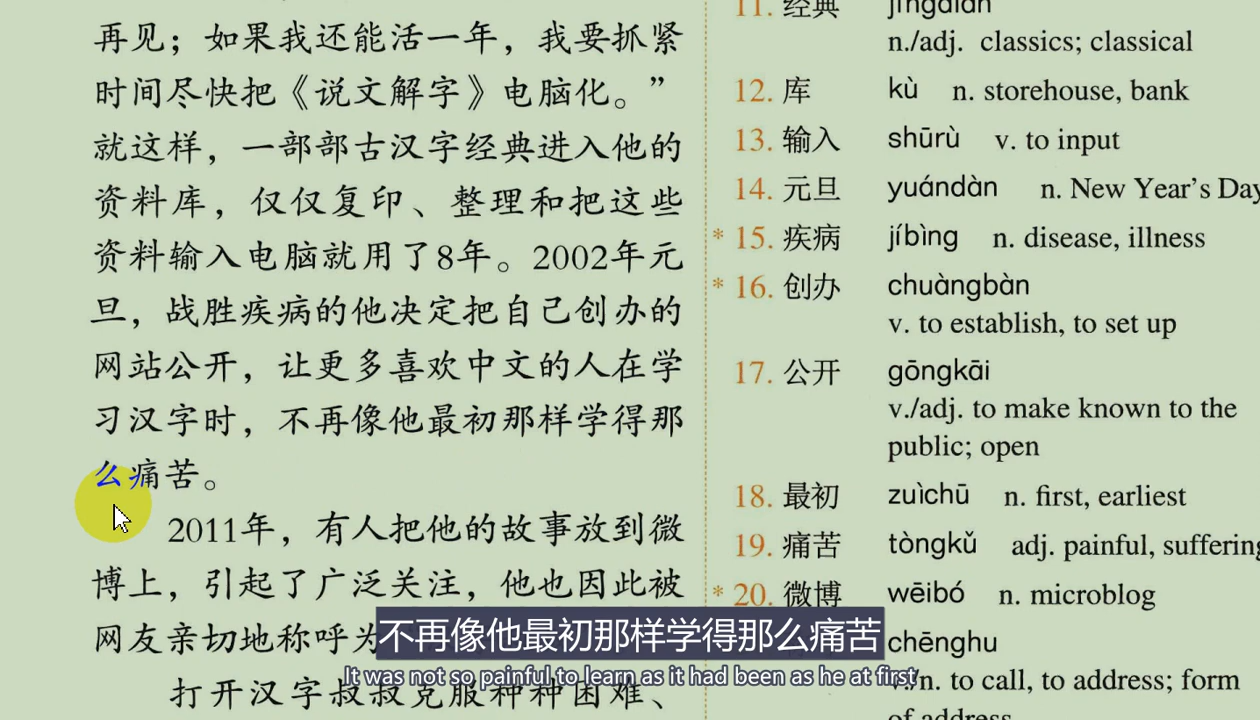 再见；如果我还能活一年，我要抓紧
时间尽快把《说文解字》电脑化。”
就这样，一部部古汉字经典进入他的
资料库，仅仅复印、整理和把这些
资料输入电脑就用了8年。2002年元
旦，战胜疾病的他决定把自己创办的
网站公开，让更多喜欢中文的人在学
习汉字时，不再像他最初那样学得那
么痛苦。
2011年，有人把他的故事放到微
博上，引起了广泛关注，他也因此被
网友亲切地称呼为
打开汉字叔叔克服种种困难、
11. 经典 jīngdiǎn
n./adj. classics; classical
12. 库 kù n. storehouse, bank
13. 输入 shūrù v. to input
14. 元旦 yuándàn n. New Year’s Day
* 15. 疾病 jíbìng n. disease, illness
* 16. 创办 chuàngbàn
v. to establish, to set up
17. 公开 gōngkāi
v./adj. to make known to the
public; open
18. 最初 zuìchū n. first, earliest
19. 痛苦 tòngkǔ adj. painful, suffering
* 20. 微博 wēibó n. microblog
chēnghu
v./n. to call, to address; form
of address
不再像他最初那样学得那么痛苦
It was not so painful to learn as it had been as he at first